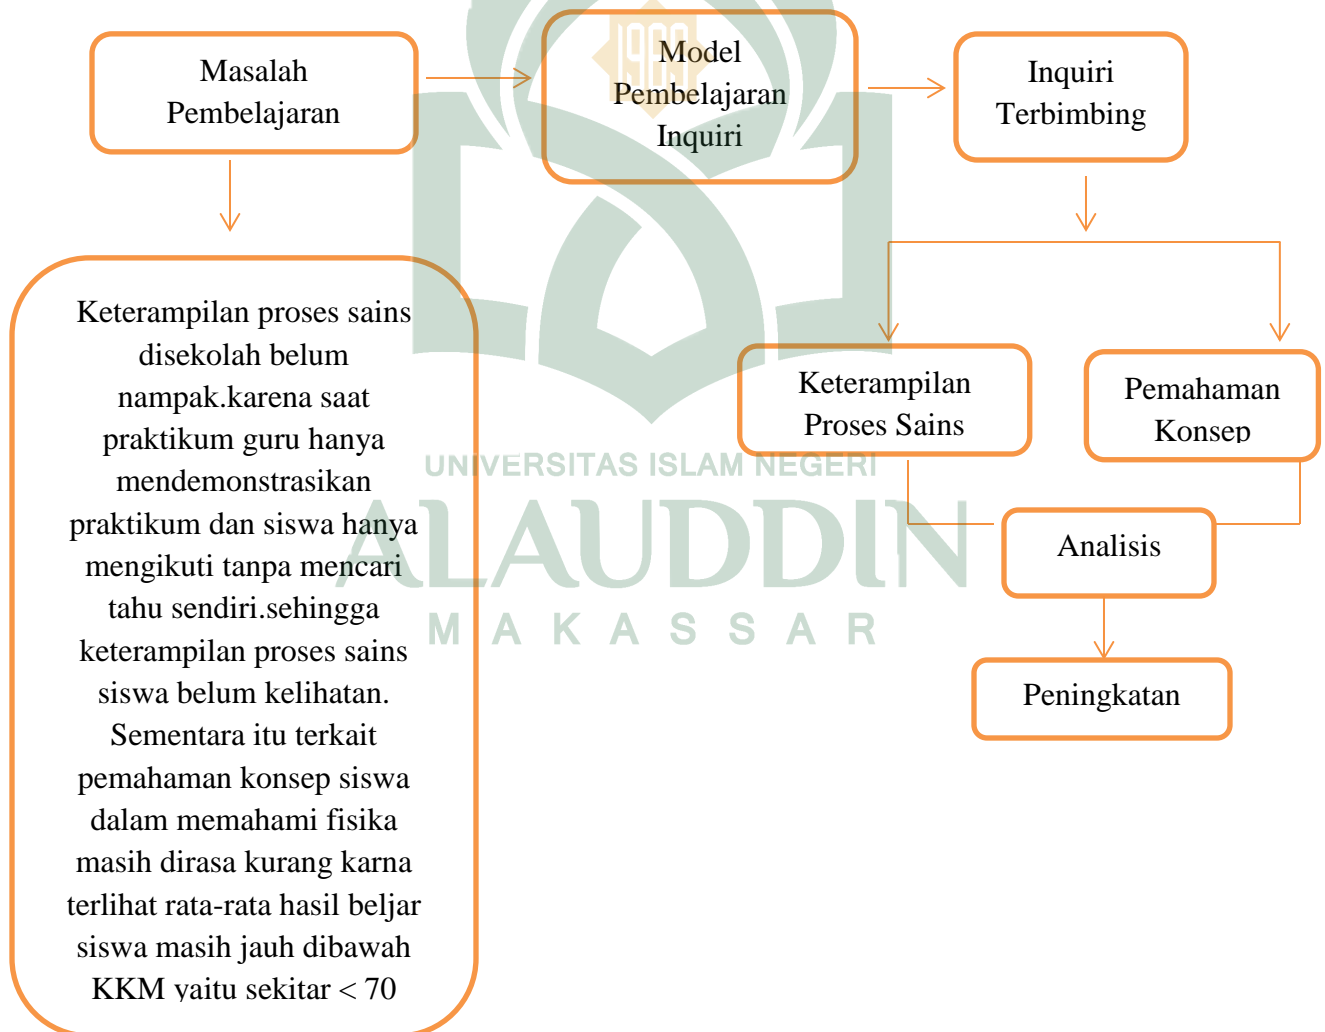 Masalah
Pembelajaran
1989
Model
Pembelajaran
Inquiri
Inquiri
Terbimbing
Keterampilan proses sains
disekolah belum
nampak.karena saat
praktikum guru hanya
mendemonstrasikan
praktikum dan siswa hanya
mengikuti tanpa mencari
tahu sendiri.sehingga
keterampilan proses sains
siswa belum kelihatan.
Sementara itu terkait
pemahaman konsep siswa
dalam memahami fisika
masih dirasa kurang karna
terlihat rata-rata hasil beljar
siswa masih jauh dibawah
KKM yaitu sekitar < 70
Keterampilan
Proses Sains
Pemahaman
Konsep
UNIVERSITAS ISLAM NEGERI
ALAUDDIN
MAKASSAR
Analisis
Peningkatan